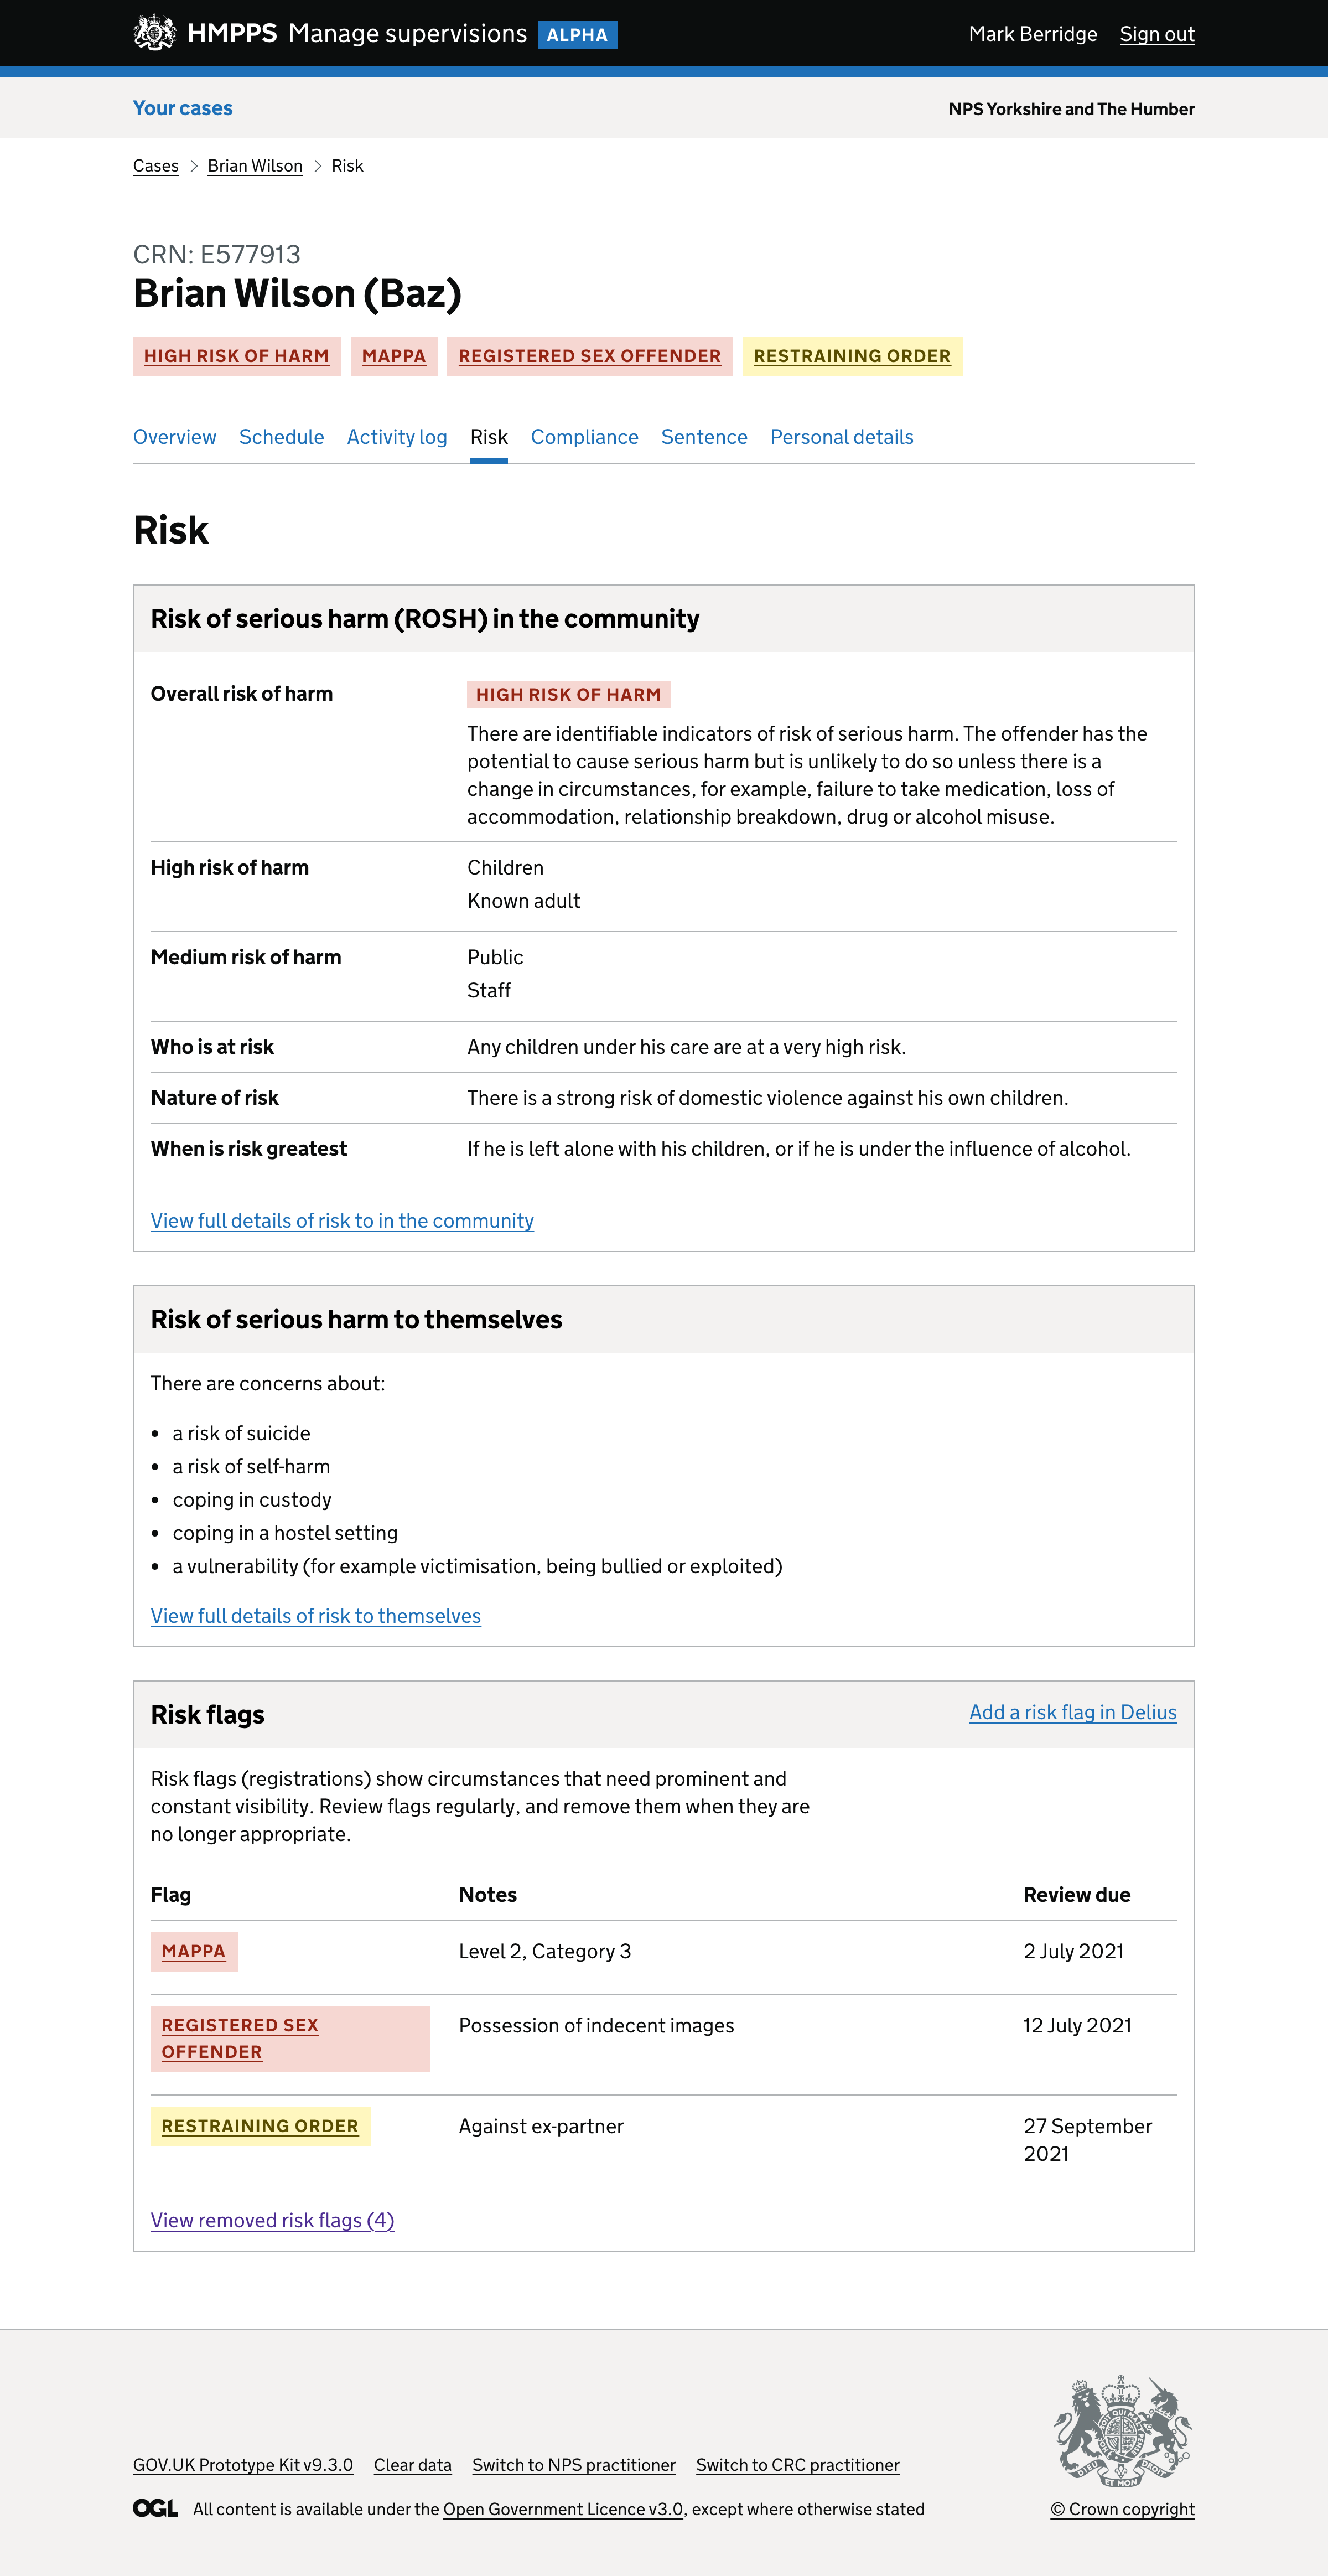 HMPPS Manage supervisions ALPHA
Mark Berridge Sign out
Your cases
NPS Yorkshire and The Humber
Cases > Brian Wilson > Risk
CRN: E577913
Brian Wilson (Baz)
HIGH RISK OF HARM MAPPA REGISTERED SEX OFFENDER RESTRAINING ORDER
Overview Schedule Activity log Risk Compliance Sentence Personal details
Risk
Risk of serious harm (ROSH) in the community
Overall risk of harm
HIGH RISK OF HARM
There are identifiable indicators of risk of serious harm. The offender has the
potential to cause serious harm but is unlikely to do so unless there is a
change in circumstances, for example, failure to take medication, loss of
accommodation, relationship breakdown, drug or alcohol misuse.
High risk of harm
Children
Known adult
Medium risk of harm
Public
Staff
Who is at risk
Any children under his care are at a very high risk.
Nature of risk
There is a strong risk of domestic violence against his own children.
When is risk greatest
If he is left alone with his children, or if he is under the influence of alcohol.
View full details of risk to in the community
Risk of serious harm to themselves
There are concerns about:
• a risk of suicide
• a risk of self-harm
• coping in custody
• coping in a hostel setting
• a vulnerability (for example victimisation, being bullied or exploited)
View full details of risk to themselves
Risk flags
Add a risk flag in Delius
Risk flags (registrations) show circumstances that need prominent and
constant visibility. Review flags regularly, and remove them when they are
no longer appropriate.
Flag Notes Review due
MAPPA Level 2, Category 3 2 July 2021
REGISTERED SEX
OFFENDER
Possession of indecent images 12 July 2021
RESTRAINING ORDER Against ex-partner
27 September
2021
View removed risk flags (4)
GOV.UK Prototype Kit v9.3.0 Clear data Switch to NPS practitioner Switch to CRC practitioner
OGL All content is available under the Open Government Licence v3.0, except where otherwise stated
© Crown copyright